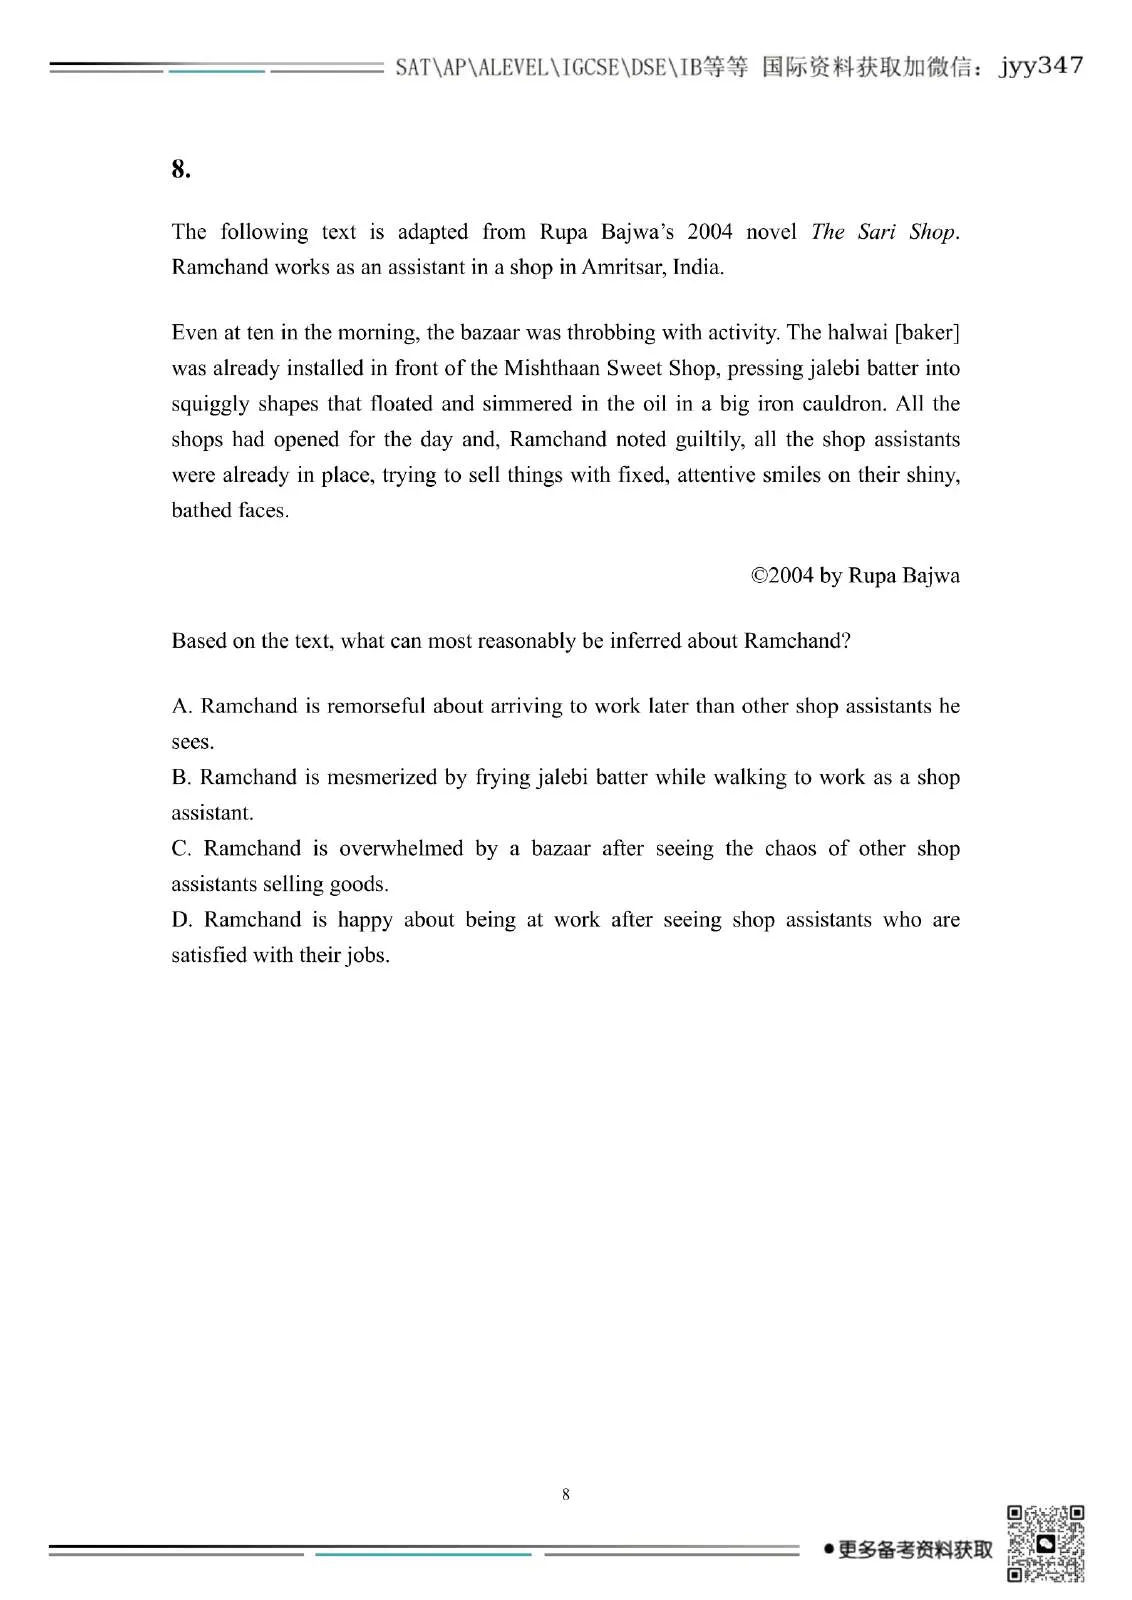 SAT\AP\ALEVEL\IGCSE\DSE\IB等等 国际资料获取加微信: jyy347
8.
The following text is adapted from Rupa Bajwa’s 2004 novel The Sari Shop.
Ramchand works as an assistant in a shop in Amritsar, India.
Even at ten in the morning, the bazaar was throbbing with activity. The halwai [baker]
was already installed in front of the Mishthaan Sweet Shop, pressing jalebi batter into
squiggly shapes that floated and simmered in the oil in a big iron cauldron. All the
shops had opened for the day and, Ramchand noted guiltily, all the shop assistants
were already in place, trying to sell things with fixed, attentive smiles on their shiny,
bathed faces.
©2004 by Rupa Bajwa
Based on the text, what can most reasonably be inferred about Ramchand?
A. Ramchand is remorseful about arriving to work later than other shop assistants he
sees.
B. Ramchand is mesmerized by frying jalebi batter while walking to work as a shop
assistant.
C. Ramchand is overwhelmed by a bazaar after seeing the chaos of other shop
assistants selling goods.
D. Ramchand is happy about being at work after seeing shop assistants who are
satisfied with their jobs.
8
●更多备考资料获取